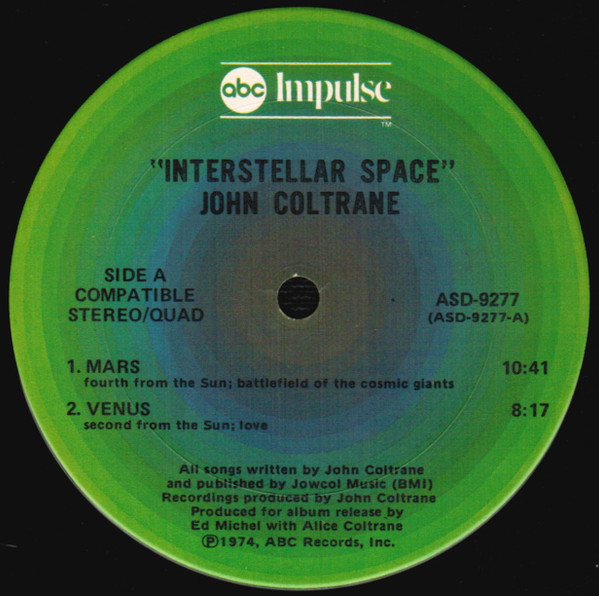 abc Impulse
TM
"INTERSTELLAR SPACE"
JOHN COLTRANE
SIDE A
COMPATIBLE
STEREO/QUAD
ASD-9277
(ASD-9277-A)
1. MARS 10:41
fourth from the Sun; battlefield of the cosmic giants
2. VENUS 8:17
second from the Sun; love
All songs written by John Coltrane
and published by Jowcol Music (BMI)
Recordings produced by John Coltrane
Produced for album release by
Ed Michel with Alice Coltrane
Ⓟ1974, ABC Records, Inc.